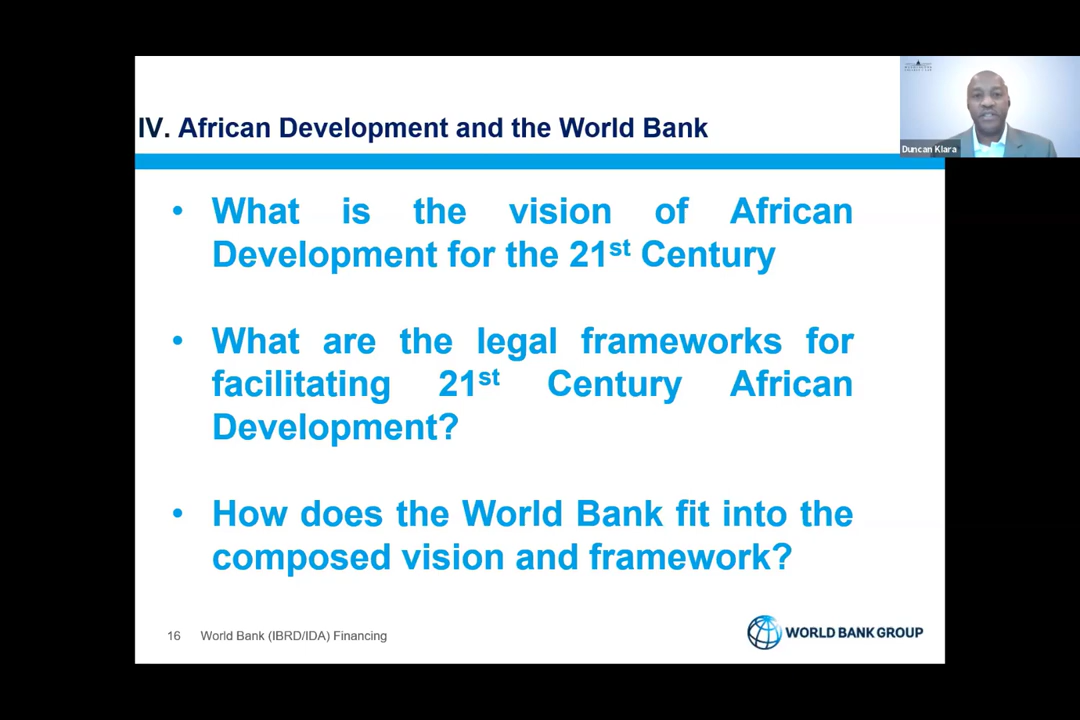 IV. African Development and the World Bank
Duncan Klara
• What is the vision of African
Development for the 21st Century
• What are the legal frameworks for
facilitating 21st Century African
Development?
• How does the World Bank fit into the
composed vision and framework?
16 World Bank (IBRD/IDA) Financing
WORLD BANK GROUP